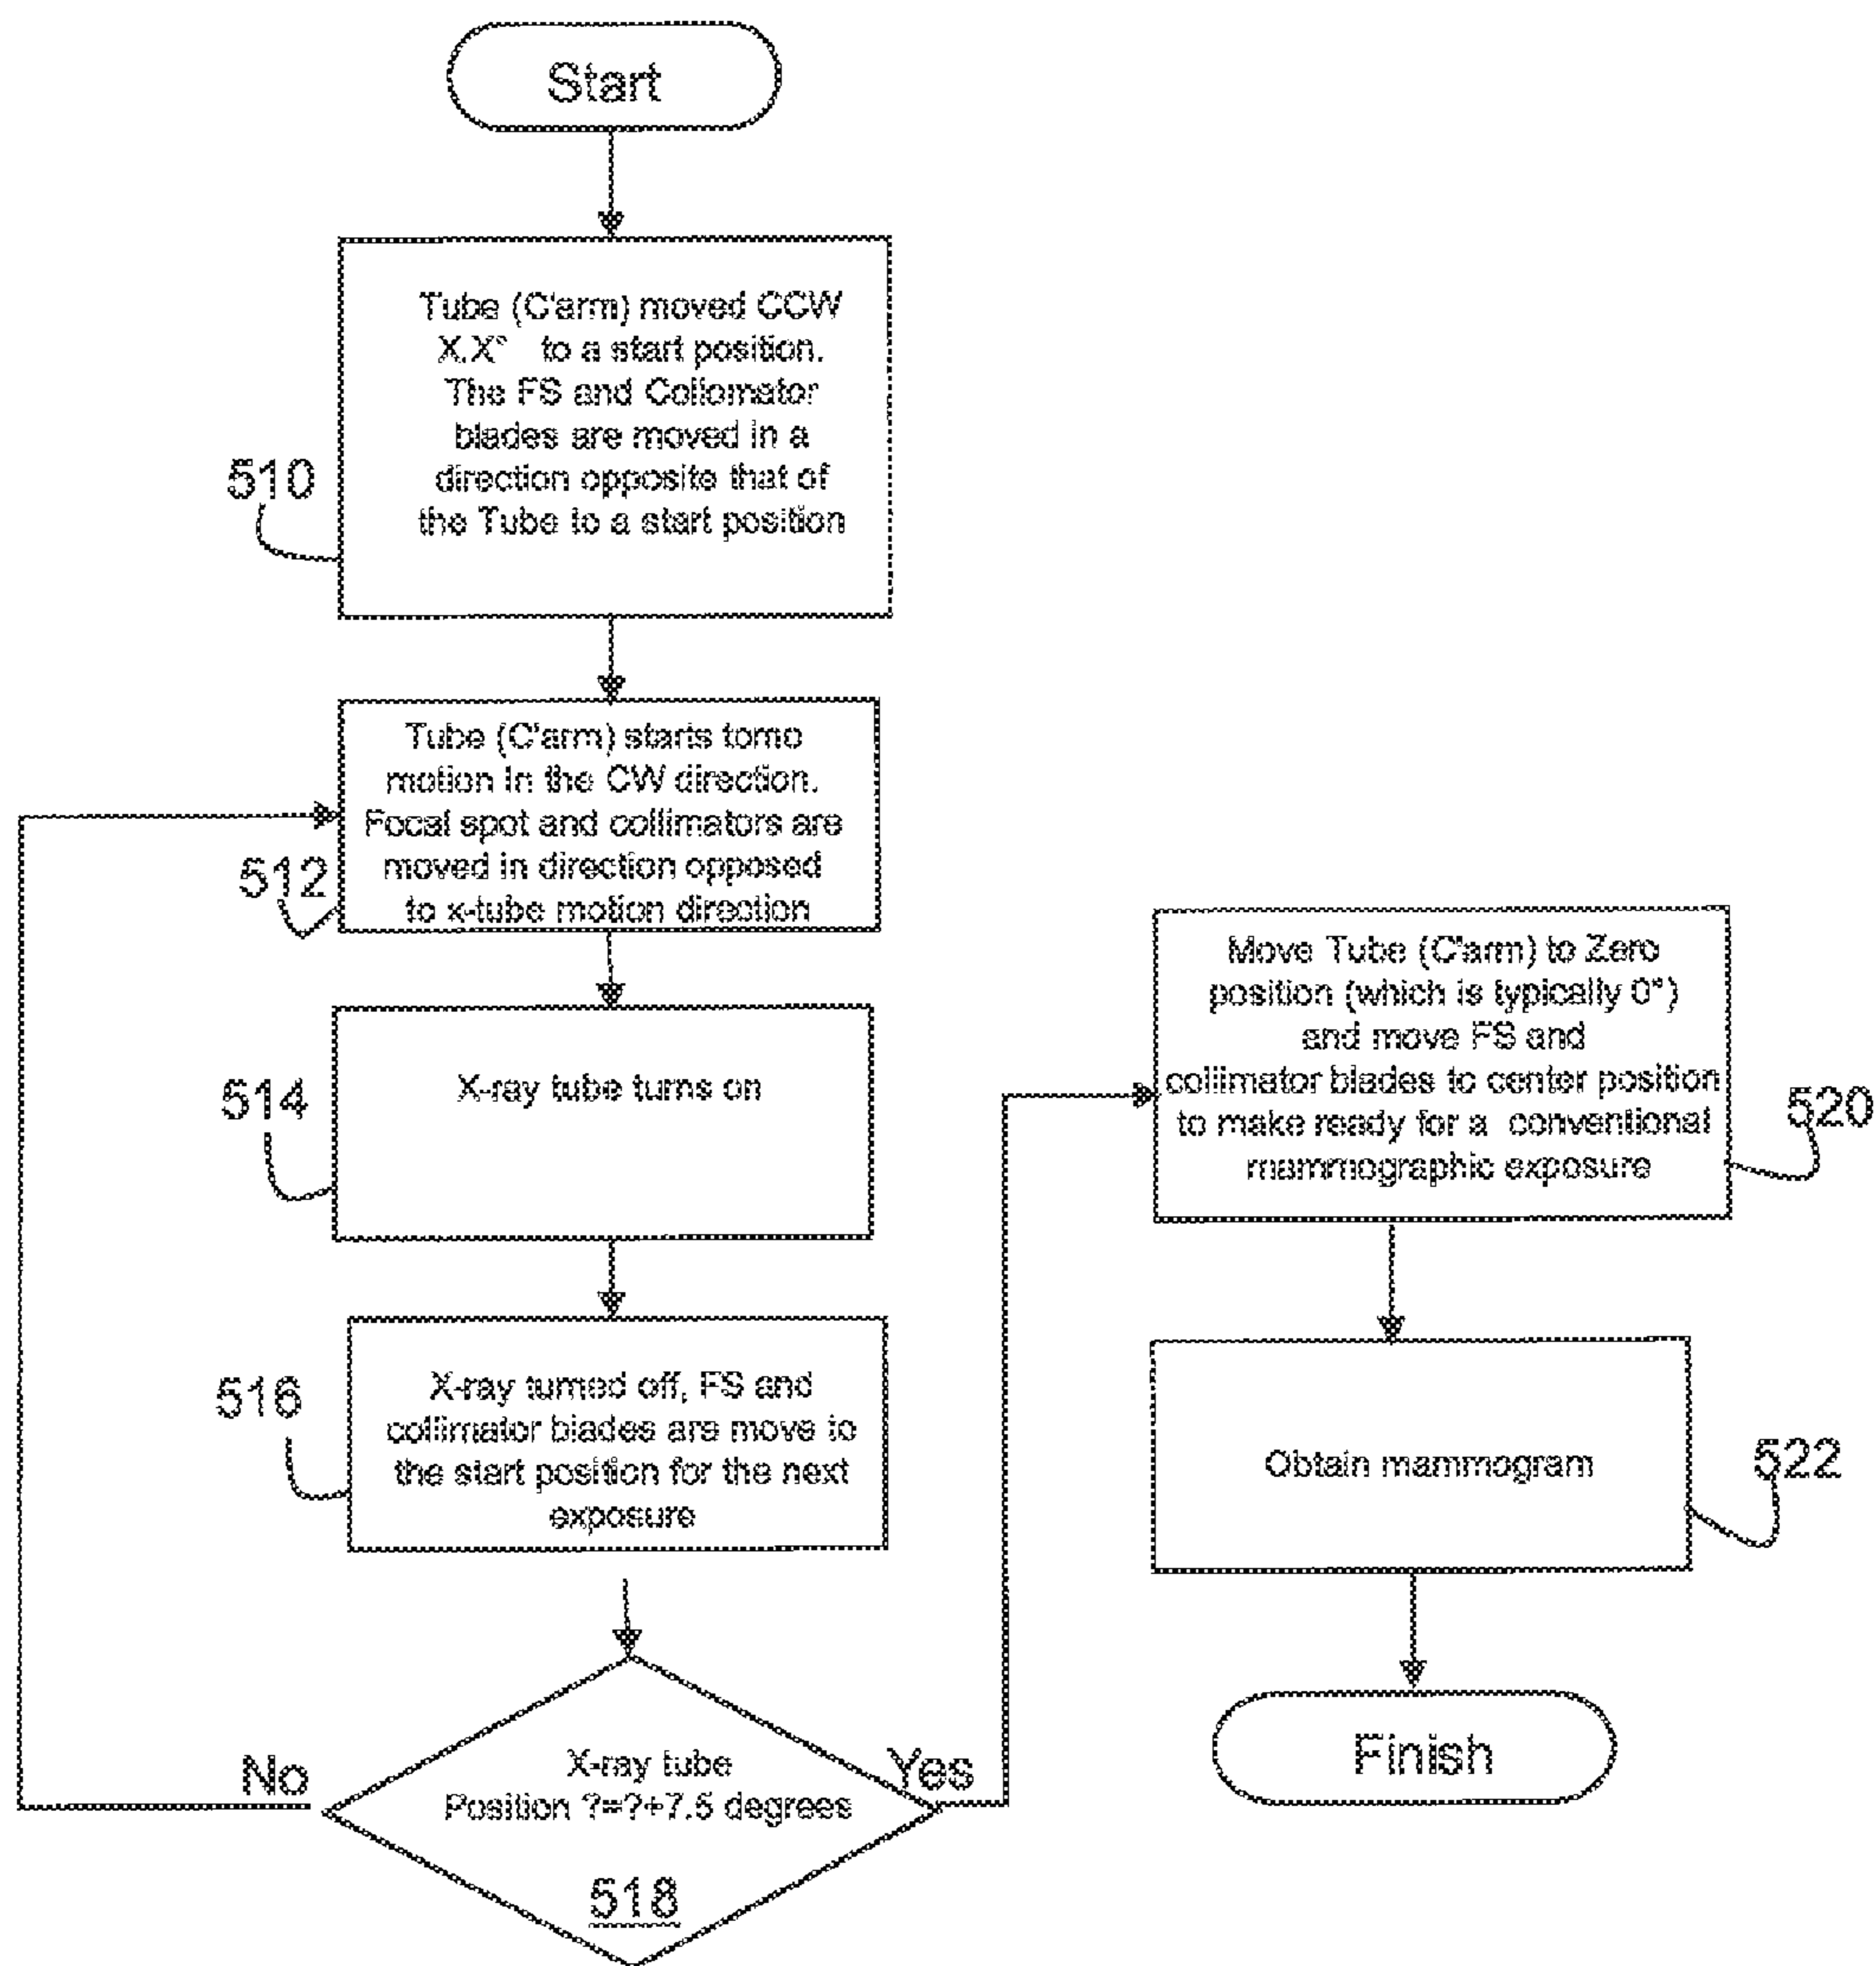 Start
Tube (C'arm) moved CCW
X.X° to a start position.
The FS and Collomator
blades are moved in a
direction opposite that of
the Tube to a start position
510
Tube (C'arm) starts tomo
motion in the CW direction.
Focal spot and collimators are
moved in direction opposed
to x-tube motion direction
512
X-ray tube turns on
514
X-ray turned off, FS and
collimator blades are move to
the start position for the next
exposure
516
X-ray tube
Position ?=?+7.5 degrees
518
No
Yes
Move Tube (C'arm) to Zero
position (which is typically 0°)
and move FS and
collimator blades to center position
to make ready for a conventional
mammographic exposure
520
Obtain mammogram
522
Finish